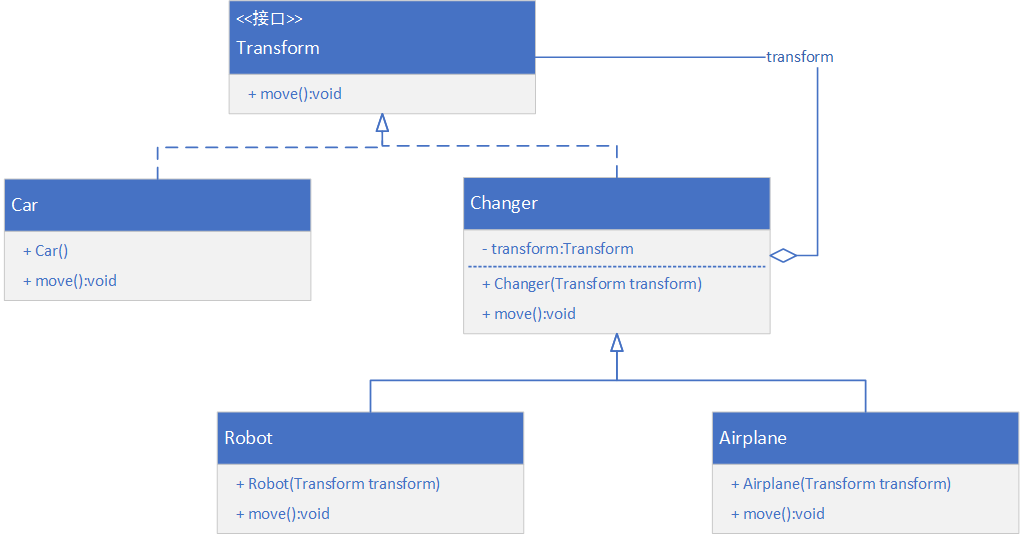 <<接口>>
Transform
+ move():void
transform
Car
+ Car()
+ move():void
Changer
- transform:Transform
+ Changer(Transform transform)
+ move():void
Robot
+ Robot(Transform transform)
+ move():void
Airplane
+ Airplane(Transform transform)
+ move():void